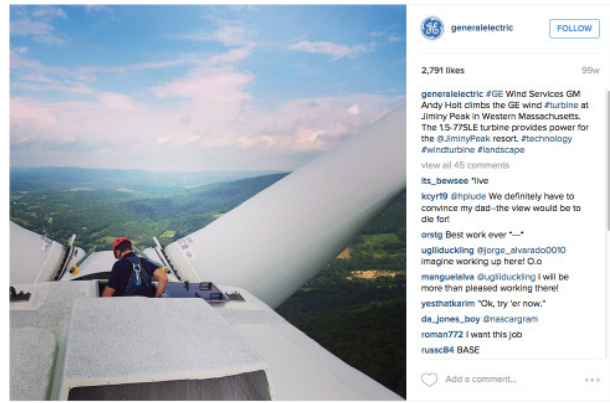 generalelectric
FOLLOW
2,791 likes
99w
generalelectric #GE Wind Services GM
Andy Holt climbs the GE wind #turbine at
Jiminy Peak in Western Massachusetts.
The 1.5-77SLE turbine provides power for
the @JiminyPeak resort. #technology
#windturbine #landscape
view all 45 comments
its_bewsee "live
kcyr19 @hplude We definitely have to
convince my dad--the view would be to
die for!
orstg Best work ever "---"
uglliduckling @jorge_alvarado0010
imagine working up here! O.o
manguelalva @uglliduckling I will be
more than pleased working there!
yesthatkarim "Ok, try 'er now."
da_jones_boy @nascargram
roman772 I want this job
russc84 BASE
Add a comment...